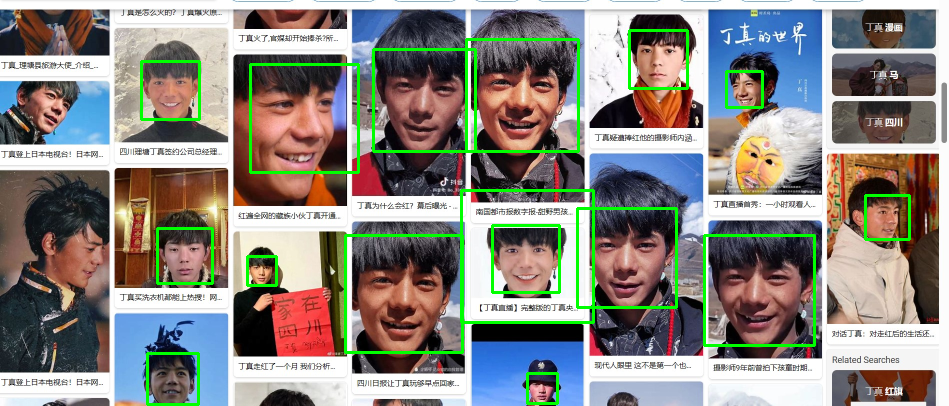 丁真_理塘县旅游大使_介绍_...
丁真登上日本电视台！日本网...
丁真登上日本电视台！日本网...
丁真是怎么火的？丁真爆火原...
四川理塘丁真签约公司总经理...
丁真买洗衣机都能上热搜！网...
丁真火了,官媒却开始捧杀?所...
红遍全网的藏族小伙丁真开通...
家在
四川
丁真走红了一个月 我们分析...
抖音
丁真为什么会红？幕后曝光 -...
四川日报让丁真玩够早点回家...
南国都市报数字报-甜野男孩...
【丁真直播】完整版的丁真央...
丁真疑遭捧红他的摄影师内涵...
现代人眼里 这不是第一个也...
丁真的世界
丁真直播首秀：一小时观看人...
摄影师9年前曾拍下孩童时期...
丁真 漫画
丁真 马
丁真 四川
对话丁真：对走红后的生活还...
Related Searches
丁真 红旗